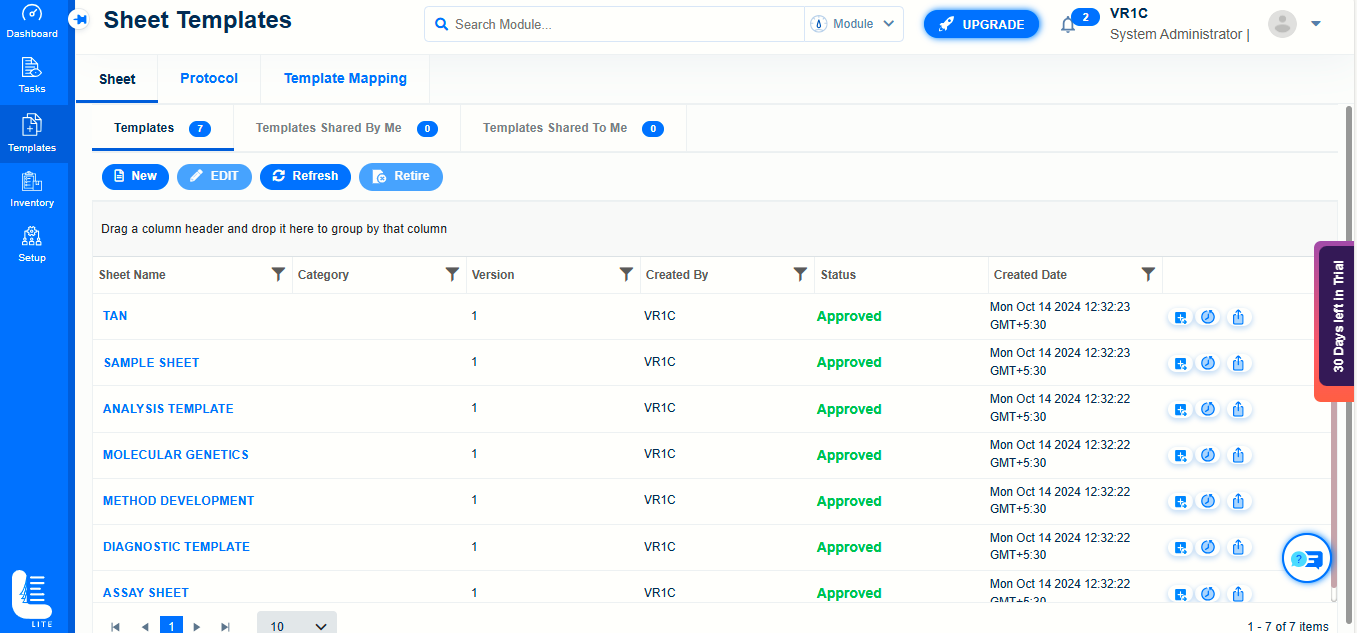 Dashboard
Tasks
Templates
Inventory
Setup
LITE
Sheet Templates
Search Module...
Module
UPGRADE
2
VR1C
System Administrator |
Sheet
Protocol
Template Mapping
Templates 7
Templates Shared By Me 0
Templates Shared To Me 0
New
EDIT
Refresh
Retire
Drag a column header and drop it here to group by that column
Sheet Name Category Version Created By Status Created Date
TAN 1 VR1C Approved Mon Oct 14 2024 12:32:23
GMT+5:30
SAMPLE SHEET 1 VR1C Approved Mon Oct 14 2024 12:32:23
GMT+5:30
ANALYSIS TEMPLATE 1 VR1C Approved Mon Oct 14 2024 12:32:22
GMT+5:30
MOLECULAR GENETICS 1 VR1C Approved Mon Oct 14 2024 12:32:22
GMT+5:30
METHOD DEVELOPMENT 1 VR1C Approved Mon Oct 14 2024 12:32:22
GMT+5:30
DIAGNOSTIC TEMPLATE 1 VR1C Approved Mon Oct 14 2024 12:32:22
GMT+5:30
ASSAY SHEET 1 VR1C Approved Mon Oct 14 2024 12:32:22
GMT+5:30
1
10
1 - 7 of 7 items
30 Days left In Trial
?